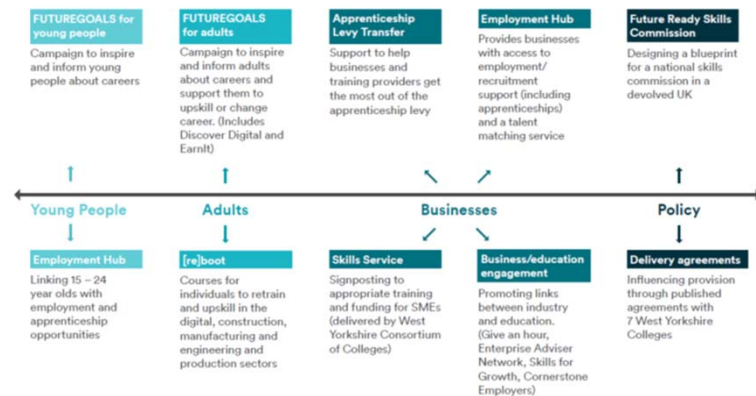 FUTUREGOALS for
young people
Campaign to inspire
and inform young
people about careers
FUTUREGOALS
for adults
Campaign to inspire
and inform adults
about careers and
support them to
upskill or change
career. (Includes
Discover Digital and
EarnIt)
Apprenticeship
Levy Transfer
Support to help
businesses and
training providers get
the most out of the
apprenticeship levy
Employment Hub
Provides businesses
with access to
employment/
recruitment
support (including
apprenticeships)
and a talent
matching service
Future Ready Skills
Commission
Designing a blueprint
for a national skills
commission in a
devolved UK
Young People
Adults
Businesses
Policy
Employment Hub
Linking 15 – 24
year olds with
employment and
apprenticeship
opportunities
[re]boot
Courses for
individuals to retrain
and upskill in the
digital, construction,
manufacturing and
engineering and
production sectors
Skills Service
Signposting to
appropriate training
and funding for SMEs
(delivered by West
Yorkshire Consortium
of Colleges)
Business/education
engagement
Promoting links
between industry
and education.
(Give an hour,
Enterprise Adviser
Network, Skills for
Growth, Cornerstone
Employers)
Delivery agreements
Influencing provision
through published
agreements with
7 West Yorkshire
Colleges